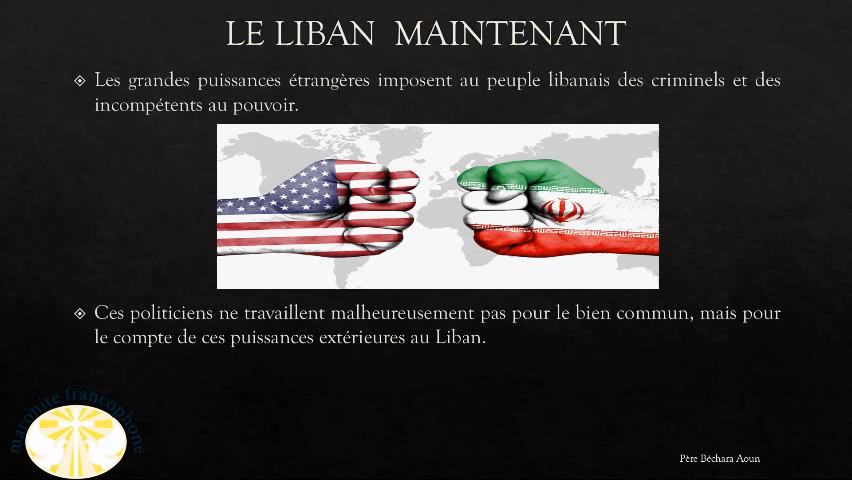 LE LIBAN MAINTENANT
Les grandes puissances étrangères imposent au peuple libanais des criminels et des
incompétents au pouvoir.
Ces politiciens ne travaillent malheureusement pas pour le bien commun, mais pour
le compte de ces puissances extérieures au Liban.
maronite francophone
Père Béchara Aoun